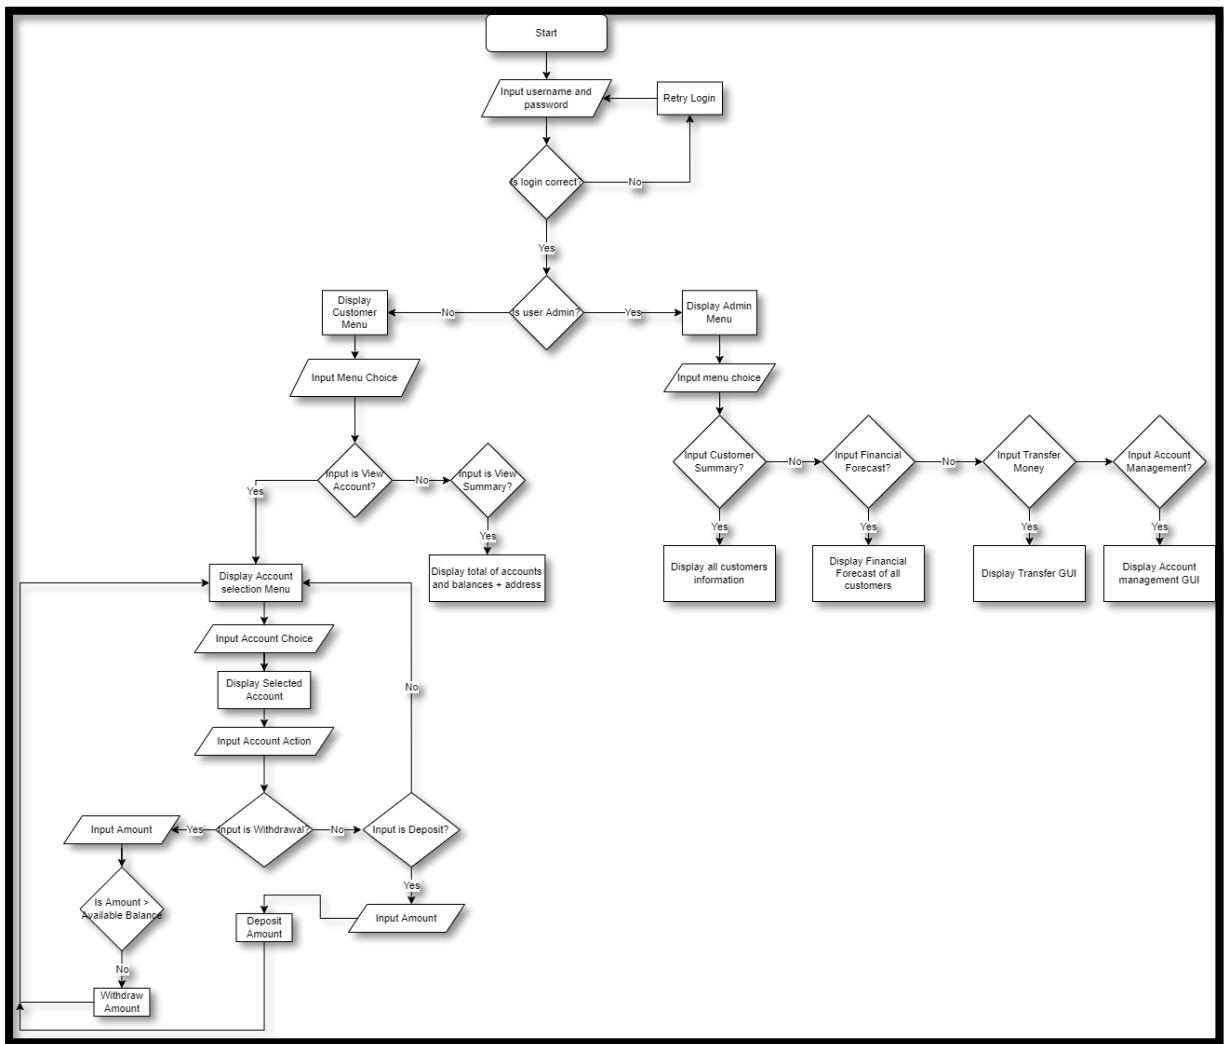 Start
Input username and
password
Retry Login
Is login correct?
No
Yes
Display
Customer
Menu
No
Is user Admin?
Yes
Display Admin
Menu
Input Menu Choice
Input menu choice
Input is View
Account?
No
Input is View
Summary?
Input Customer
Summary?
No
Input Financial
Forecast?
No
Input Transfer
Money
Input Account
Management?
Yes
Yes
Yes
Yes
Yes
Yes
Display total of accounts
and balances + address
Display all customers
information
Display Financial
Forecast of all
customers
Display Transfer GUI
Display Account
management GUI
Display Account
selection Menu
Input Account Choice
Display Selected
Account
No
Input Account Action
Input Amount
Yes
Input is Withdrawal?
No
Input is Deposit?
Yes
Is Amount >
Available Balance
Deposit
Amount
Input Amount
No
Withdraw
Amount